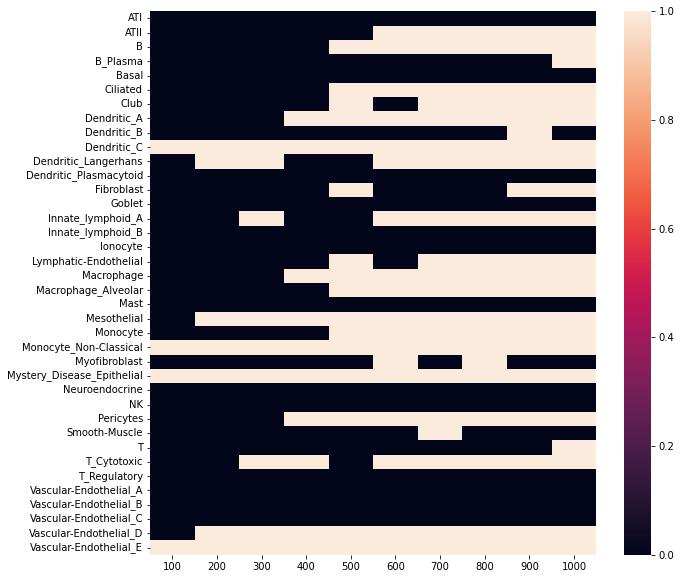 ATI
ATII
B
B_Plasma
Basal
Ciliated
Club
Dendritic_A
Dendritic_B
Dendritic_C
Dendritic_Langerhans
Dendritic_Plasmacytoid
Fibroblast
Goblet
Innate_lymphoid_A
Innate_lymphoid_B
Ionocyte
Lymphatic-Endothelial
Macrophage
Macrophage_Alveolar
Mast
Mesothelial
Monocyte
Monocyte_Non-Classical
Myofibroblast
Mystery_Disease_Epithelial
Neuroendocrine
NK
Pericytes
Smooth-Muscle
T
T_Cytotoxic
T_Regulatory
Vascular-Endothelial_A
Vascular-Endothelial_B
Vascular-Endothelial_C
Vascular-Endothelial_D
Vascular-Endothelial_E
100 200 300 400 500 600 700 800 900 1000
1.0
0.8
0.6
0.4
0.2
0.0